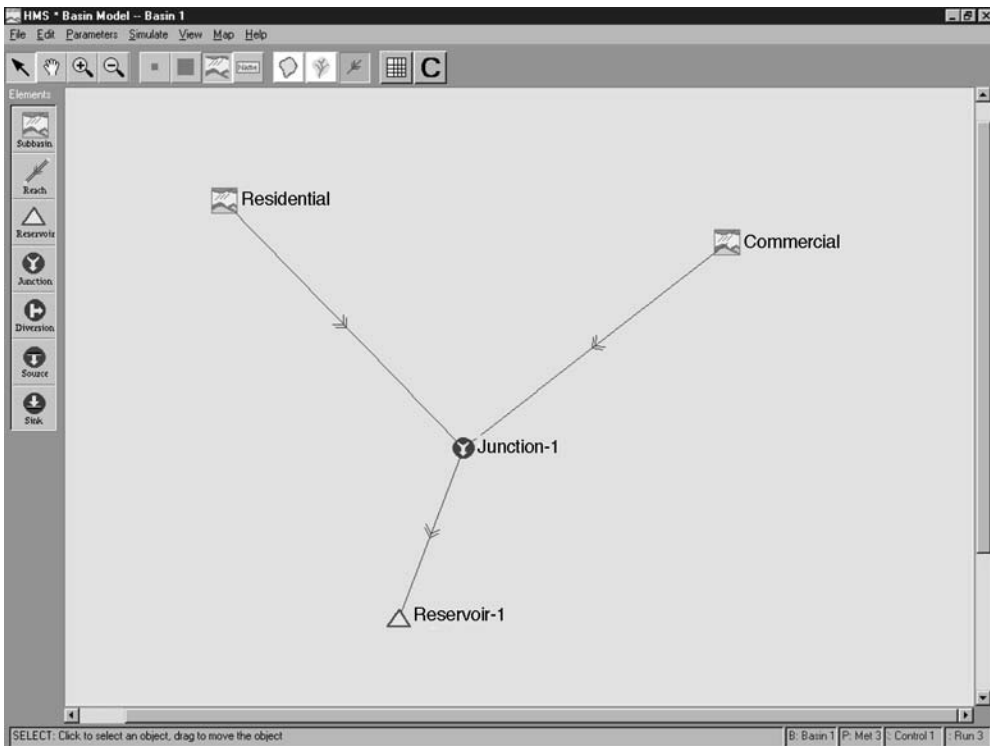 HMS * Basin Model -- Basin 1
File Edit Parameters Simulate View Map Help
Name
C
Elements
Subbasin
Reach
Reservoir
Junction
Diversion
Source
Sink
Residential
Commercial
Junction-1
Reservoir-1
SELECT: Click to select an object, drag to move the object
B: Basin 1 P: Met 3 : Control 1 : Run 3